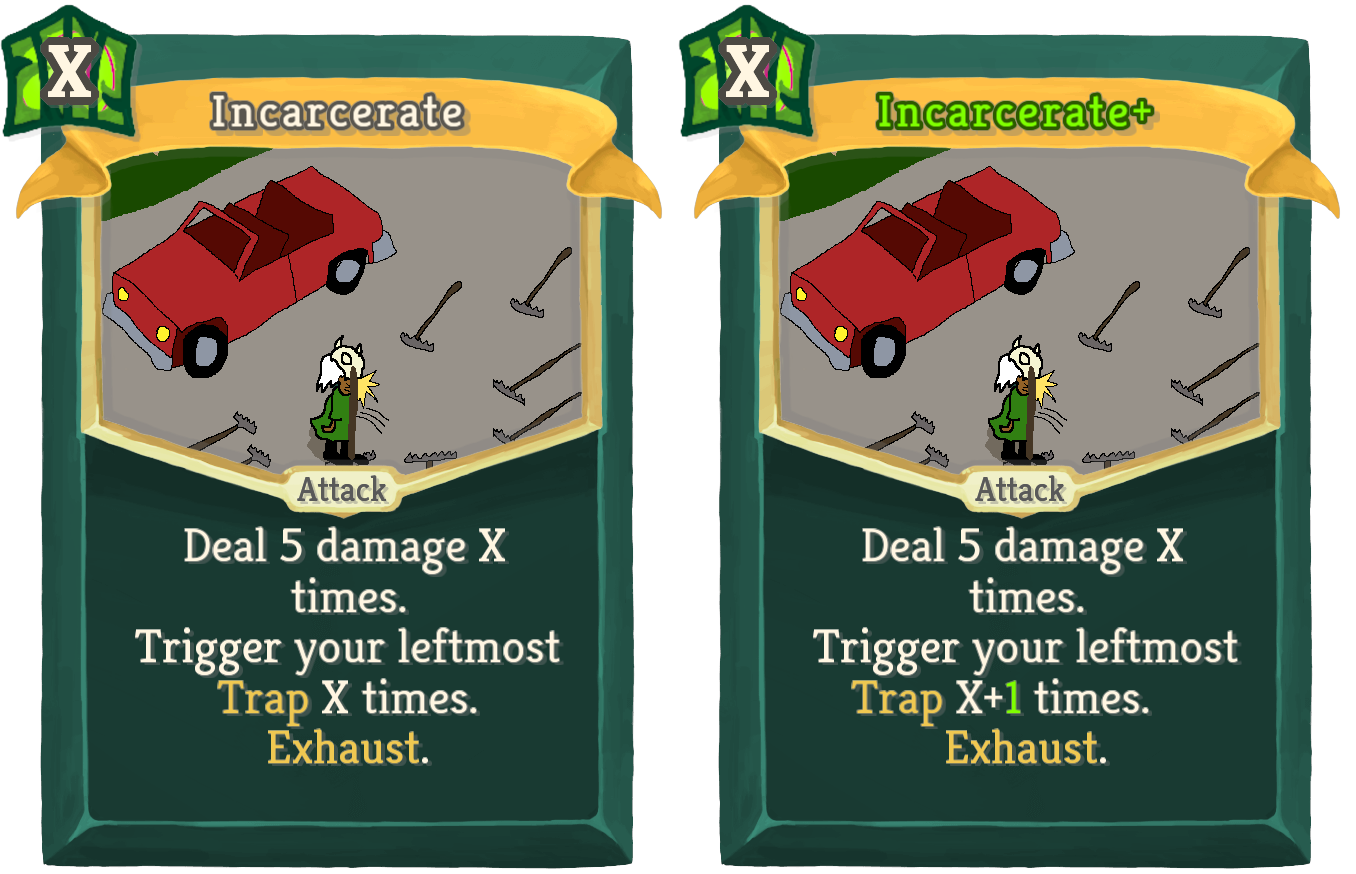 X
Incarcerate
Attack
Deal 5 damage X
times.
Trigger your leftmost
Trap X times.
Exhaust.
X
Incarcerate+
Attack
Deal 5 damage X
times.
Trigger your leftmost
Trap X+1 times.
Exhaust.